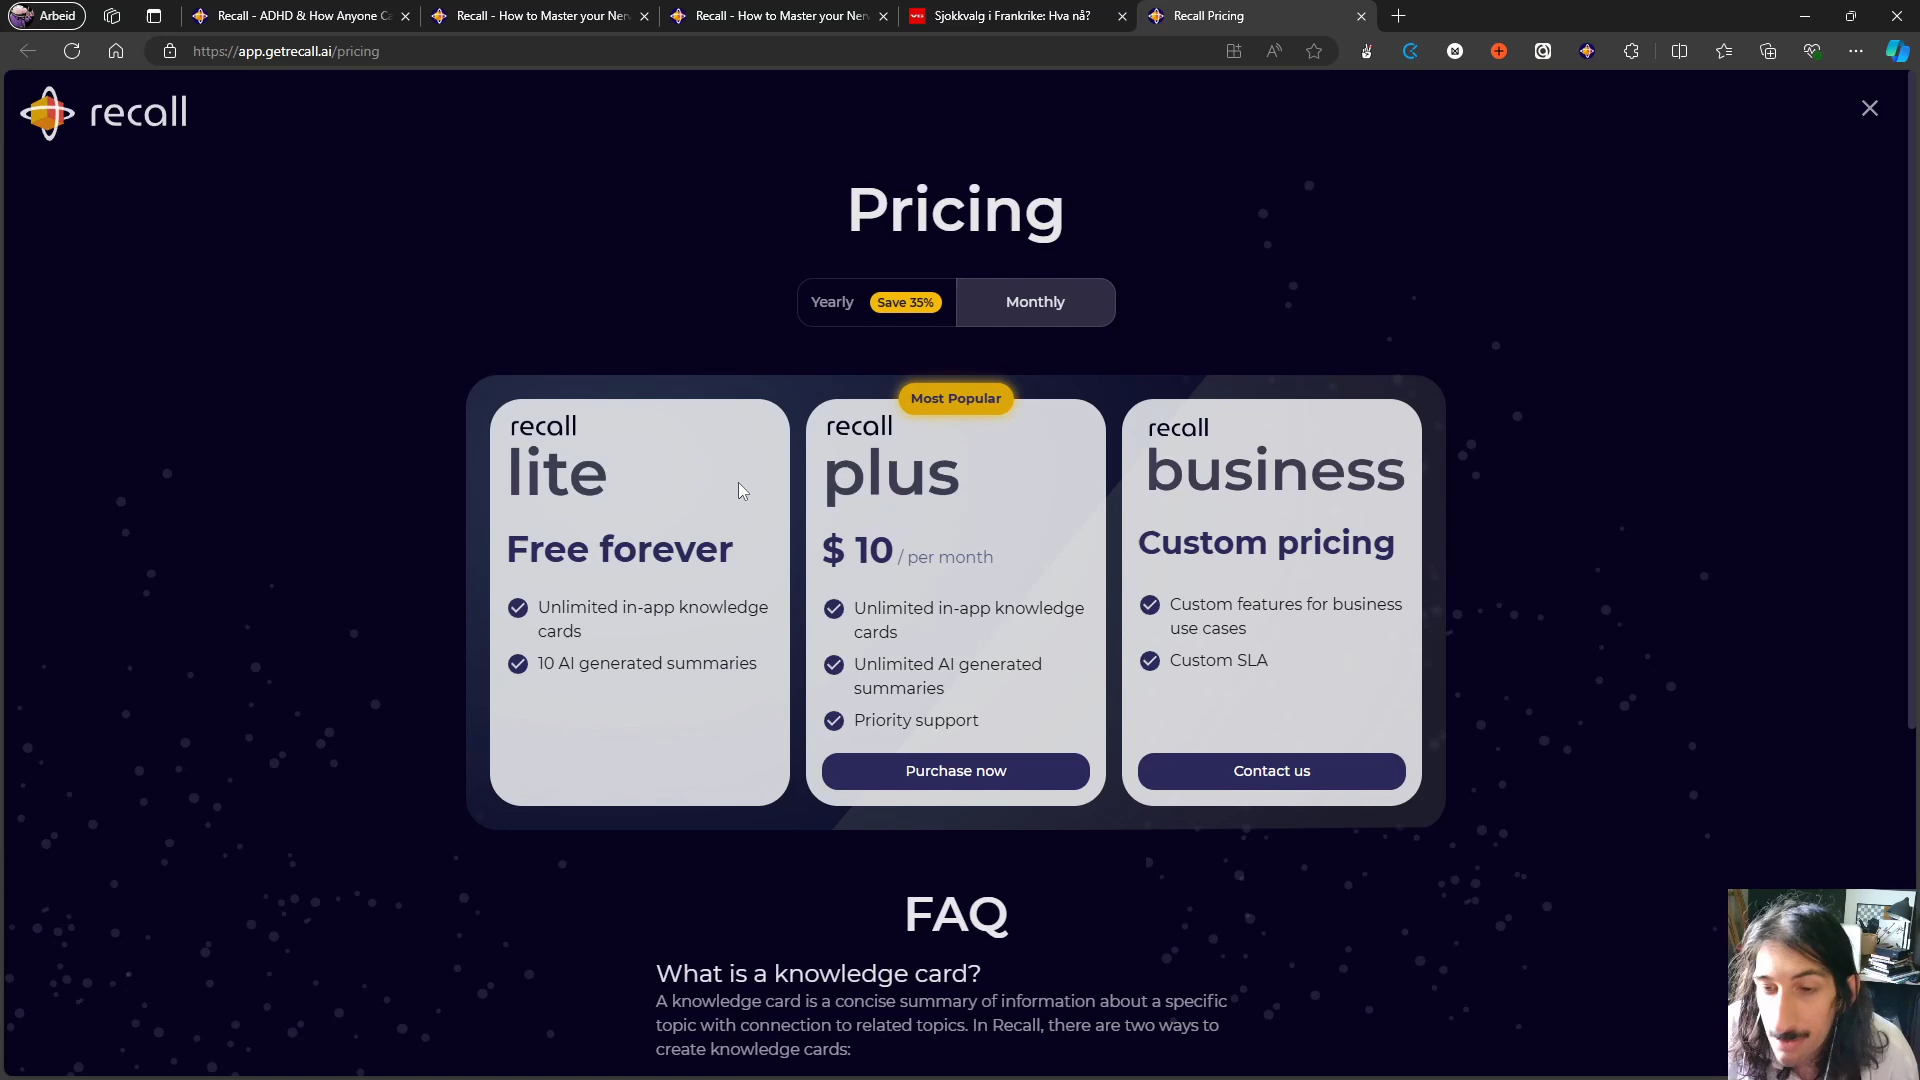 Arbeid
Recall - ADHD & How Anyone Ca
Recall - How to Master your Nerv
Recall - How to Master your Nerv
VG
Sjokkvalg i Frankrike: Hva nå?
Recall Pricing
https://app.getrecall.ai/pricing
recall
Pricing
Yearly
Save 35%
Monthly
Most Popular
recall
lite
Free forever
Unlimited in-app knowledge
cards
10 AI generated summaries
recall
plus
$ 10 / per month
Unlimited in-app knowledge
cards
Unlimited AI generated
summaries
Priority support
Purchase now
recall
business
Custom pricing
Custom features for business
use cases
Custom SLA
Contact us
FAQ
What is a knowledge card?
A knowledge card is a concise summary of information about a specific
topic with connection to related topics. In Recall, there are two ways to
create knowledge cards: